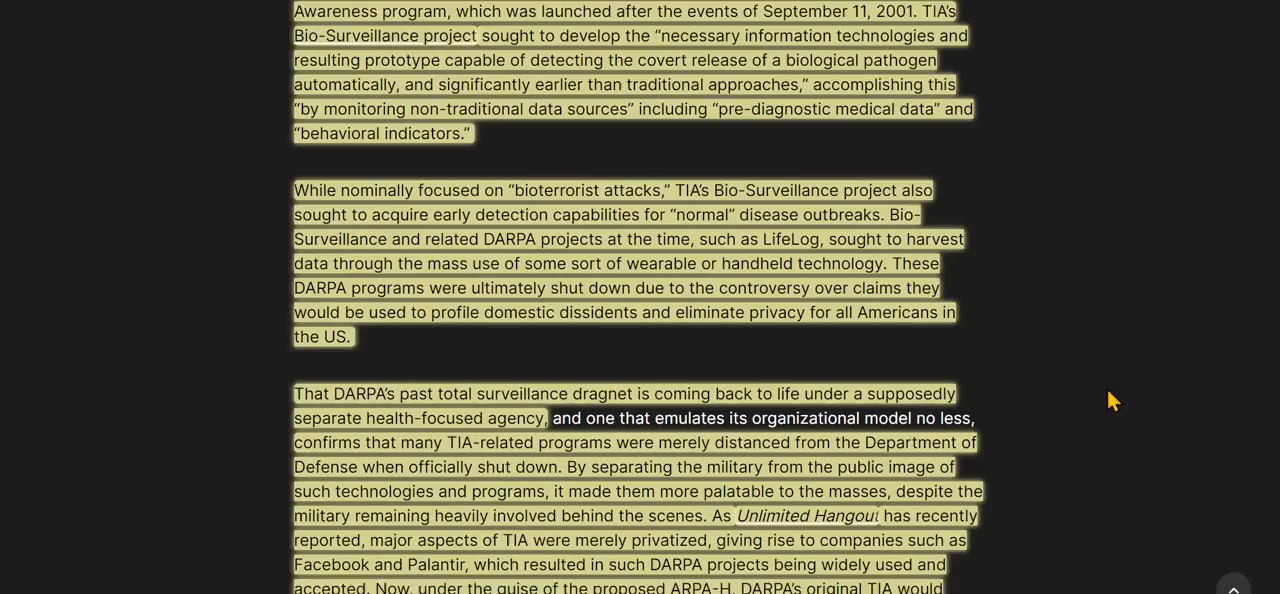 Awareness program, which was launched after the events of September 11, 2001. TIA’s
Bio-Surveillance project sought to develop the “necessary information technologies and
resulting prototype capable of detecting the covert release of a biological pathogen
automatically, and significantly earlier than traditional approaches,” accomplishing this
“by monitoring non-traditional data sources” including “pre-diagnostic medical data” and
“behavioral indicators.”
While nominally focused on “bioterrorist attacks,” TIA’s Bio-Surveillance project also
sought to acquire early detection capabilities for “normal” disease outbreaks. Bio-
Surveillance and related DARPA projects at the time, such as LifeLog, sought to harvest
data through the mass use of some sort of wearable or handheld technology. These
DARPA programs were ultimately shut down due to the controversy over claims they
would be used to profile domestic dissidents and eliminate privacy for all Americans in
the US.
That DARPA’s past total surveillance dragnet is coming back to life under a supposedly
separate health-focused agency, and one that emulates its organizational model no less,
confirms that many TIA-related programs were merely distanced from the Department of
Defense when officially shut down. By separating the military from the public image of
such technologies and programs, it made them more palatable to the masses, despite the
military remaining heavily involved behind the scenes. As Unlimited Hangout has recently
reported, major aspects of TIA were merely privatized, giving rise to companies such as
Facebook and Palantir, which resulted in such DARPA projects being widely used and
accepted. Now, under the guise of the proposed ARPA-H, DARPA’s original TIA would